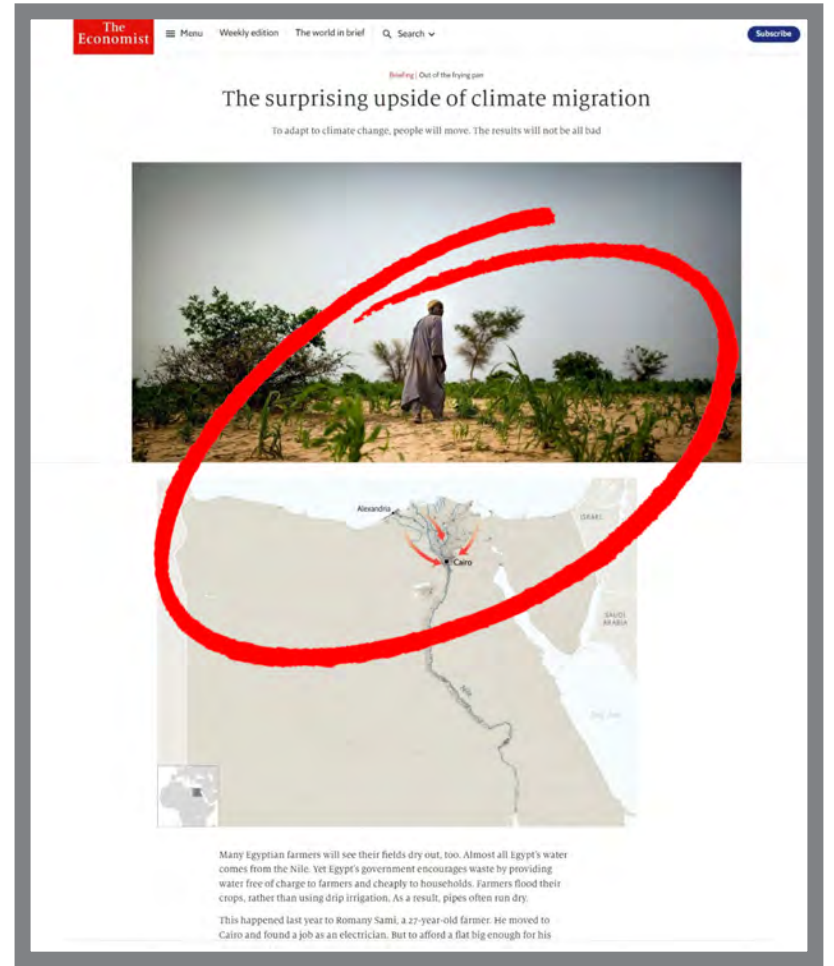 The
Economist
Menu
Weekly edition
The world in brief
Search
Subscribe
Briefing | Out of the frying pan
The surprising upside of climate migration
To adapt to climate change, people will move. The results will not be all bad
Alexandria
ISRAEL
Cairo
SAUDI
ARABIA
Nile
Red Sea
Many Egyptian farmers will see their fields dry out, too. Almost all Egypt's water
comes from the Nile. Yet Egypt's government encourages waste by providing
water free of charge to farmers and cheaply to households. Farmers flood their
crops, rather than using drip irrigation. As a result, pipes often run dry.
This happened last year to Romany Sami, a 27-year-old farmer. He moved to
Cairo and found a job as an electrician. But to afford a flat big enough for his